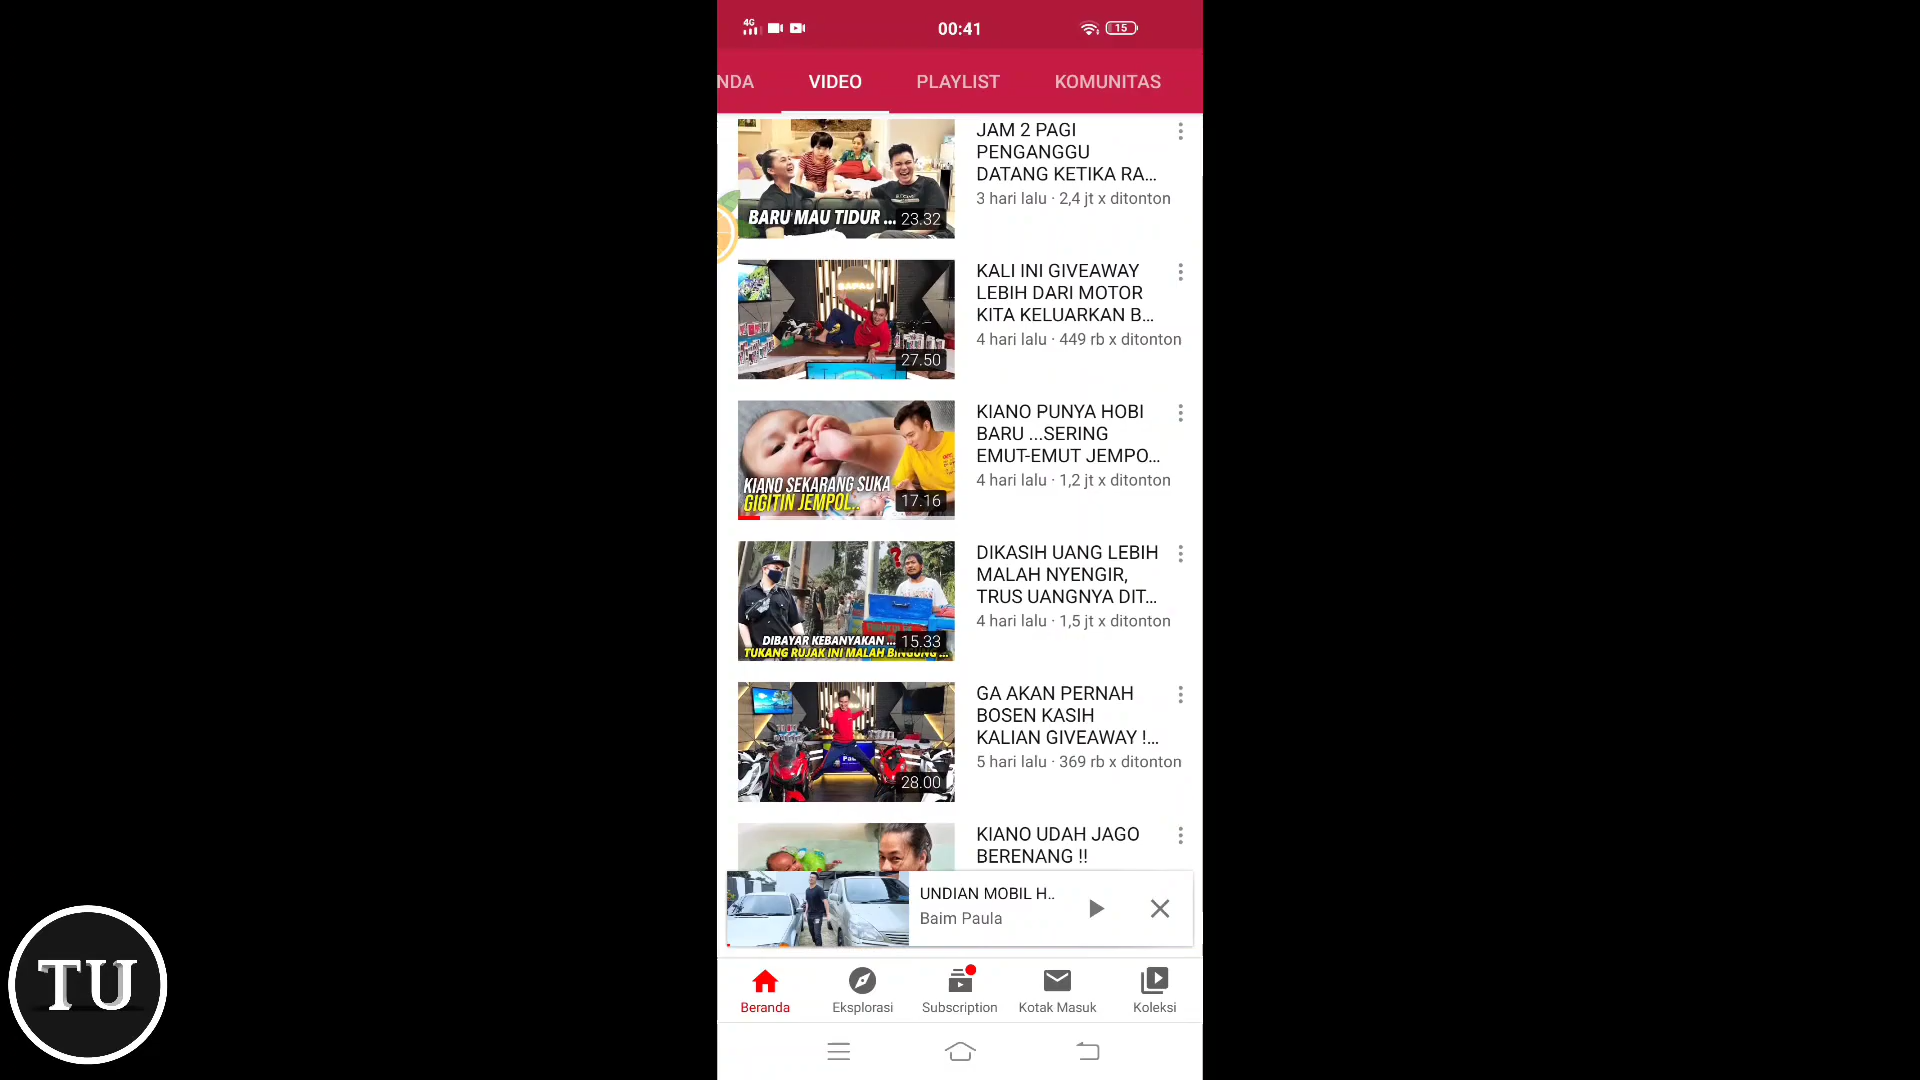 4G
00:41
15
NDA
VIDEO
PLAYLIST
KOMUNITAS
BARU MAU TIDUR ...
23.32
JAM 2 PAGI
PENGANGGU
DATANG KETIKA RA...
3 hari lalu · 2,4 jt x ditonton
BAPAU
27.50
KALI INI GIVEAWAY
LEBIH DARI MOTOR
KITA KELUARKAN B...
4 hari lalu · 449 rb x ditonton
KIANO SEKARANG SUKA
GIGITIN JEMPOL..
17.16
KIANO PUNYA HOBI
BARU ...SERING
EMUT-EMUT JEMPO...
4 hari lalu · 1,2 jt x ditonton
?
DIBAYAR KEBANYAKAN ...
TUKANG RUJAK INI MALAH BINGUNG ...
15.33
DIKASIH UANG LEBIH
MALAH NYENGIR,
TRUS UANGNYA DIT...
4 hari lalu · 1,5 jt x ditonton
28.00
GA AKAN PERNAH
BOSEN KASIH
KALIAN GIVEAWAY !...
5 hari lalu · 369 rb x ditonton
KIANO UDAH JAGO
BERENANG !!
UNDIAN MOBIL H..
Baim Paula
Beranda
Eksplorasi
Subscription
Kotak Masuk
Koleksi
TU